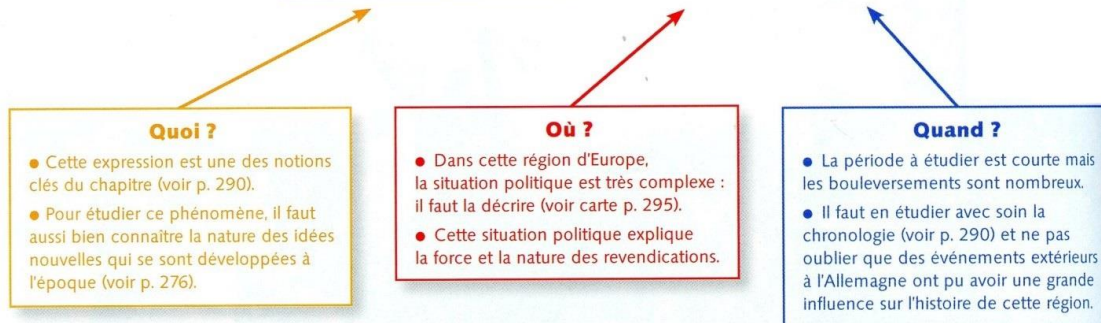 Quoi ?
● Cette expression est une des notions
clés du chapitre (voir p. 290).
● Pour étudier ce phénomène, il faut
aussi bien connaître la nature des idées
nouvelles qui se sont développées à
l'époque (voir p. 276).
Où ?
● Dans cette région d'Europe,
la situation politique est très complexe :
il faut la décrire (voir carte p. 295).
● Cette situation politique explique
la force et la nature des revendications.
Quand ?
● La période à étudier est courte mais
les bouleversements sont nombreux.
● Il faut en étudier avec soin la
chronologie (voir p. 290) et ne pas
oublier que des événements extérieurs
à l'Allemagne ont pu avoir une grande
influence sur l'histoire de cette région.